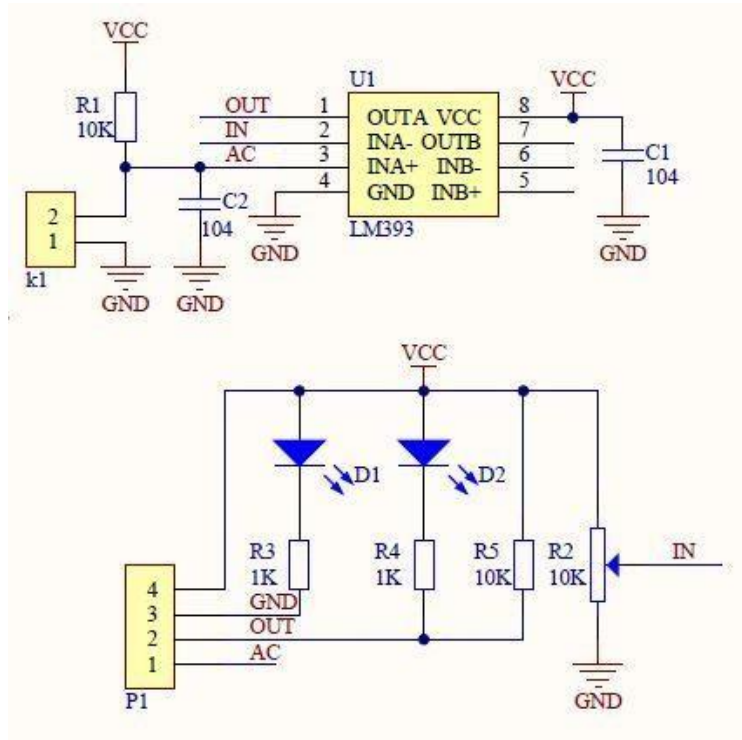 VCC
R1
10K
U1
VCC
OUT 1 OUTA VCC 8
IN 2 INA- OUTB 7
AC 3 INA+ INB- 6
4 GND INB+ 5
C1
104
C2
104
2
1
k1
GND
GND
GND
LM393
GND
VCC
D1
D2
R3
1K
R4
1K
R5
10K
R2
10K
IN
4
3 GND
2 OUT
1 AC
P1
GND